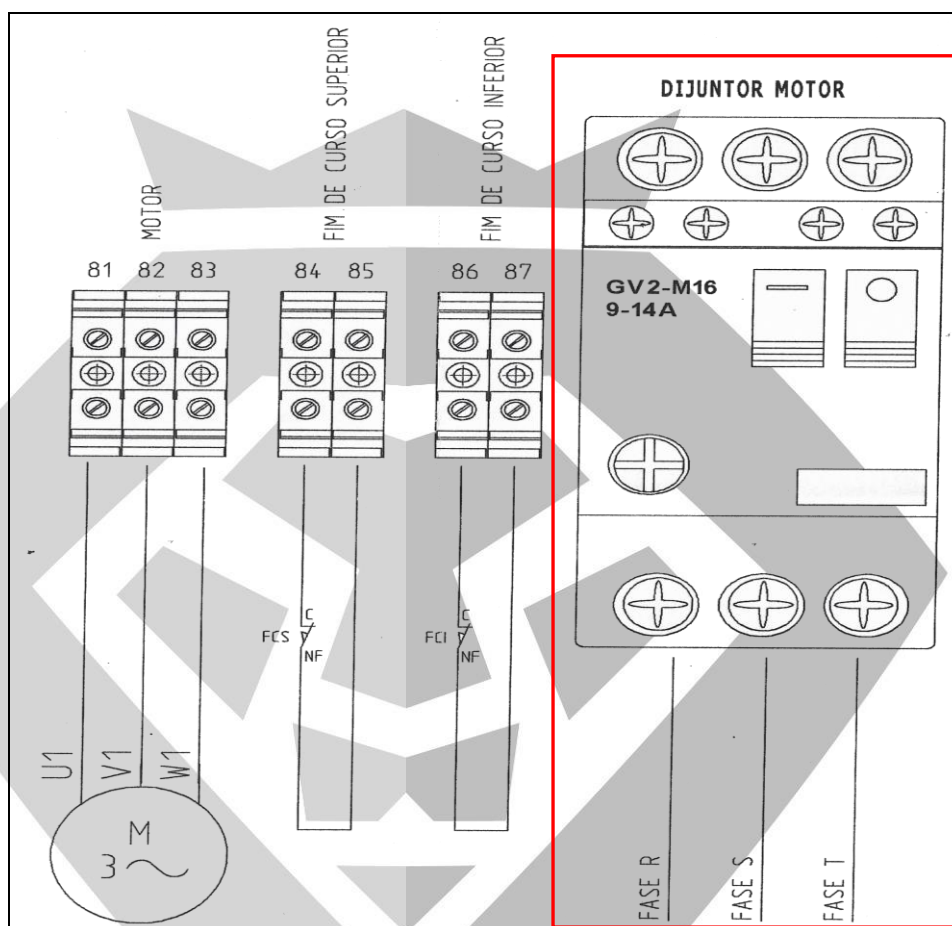 DIJUNTOR MOTOR
MOTOR
FIM DE CURSO SUPERIOR
FIM DE CURSO INFERIOR
81 82 83
84 85
86 87
GV2-M16
9-14A
FCS
C
NF
FCI
C
NF
U1
V1
W1
M
3
FASE R
FASE S
FASE T